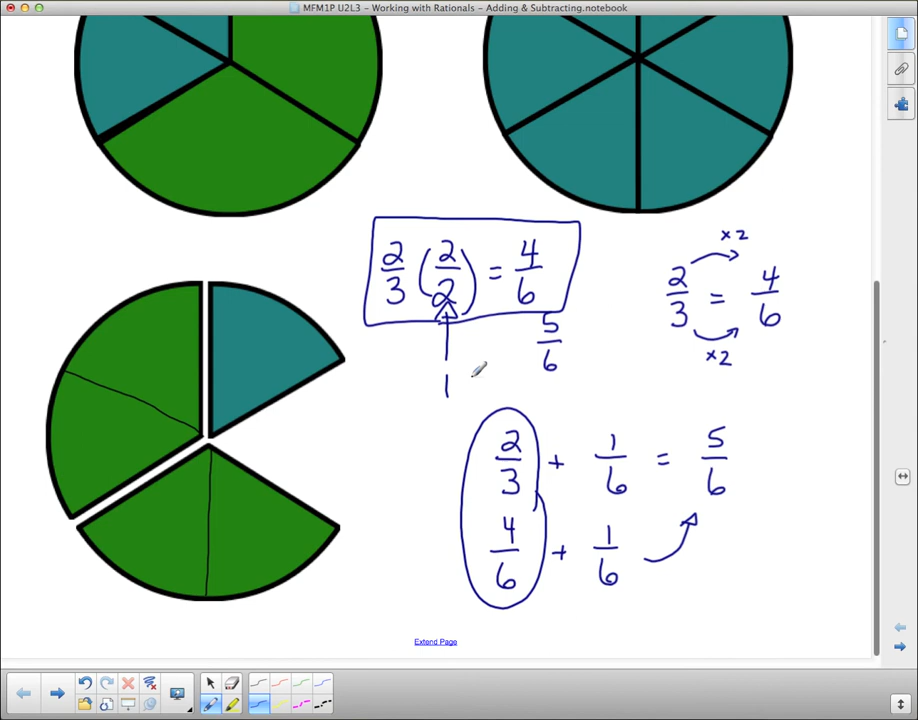 MFM1P U2L3 - Working with Rationals - Adding & Subtracting.notebook
2/3 (2/2) = 4/6
1
5/6
×2
2/3 = 4/6
×2
2/3 + 1/6 = 5/6
4/6 + 1/6
Extend Page